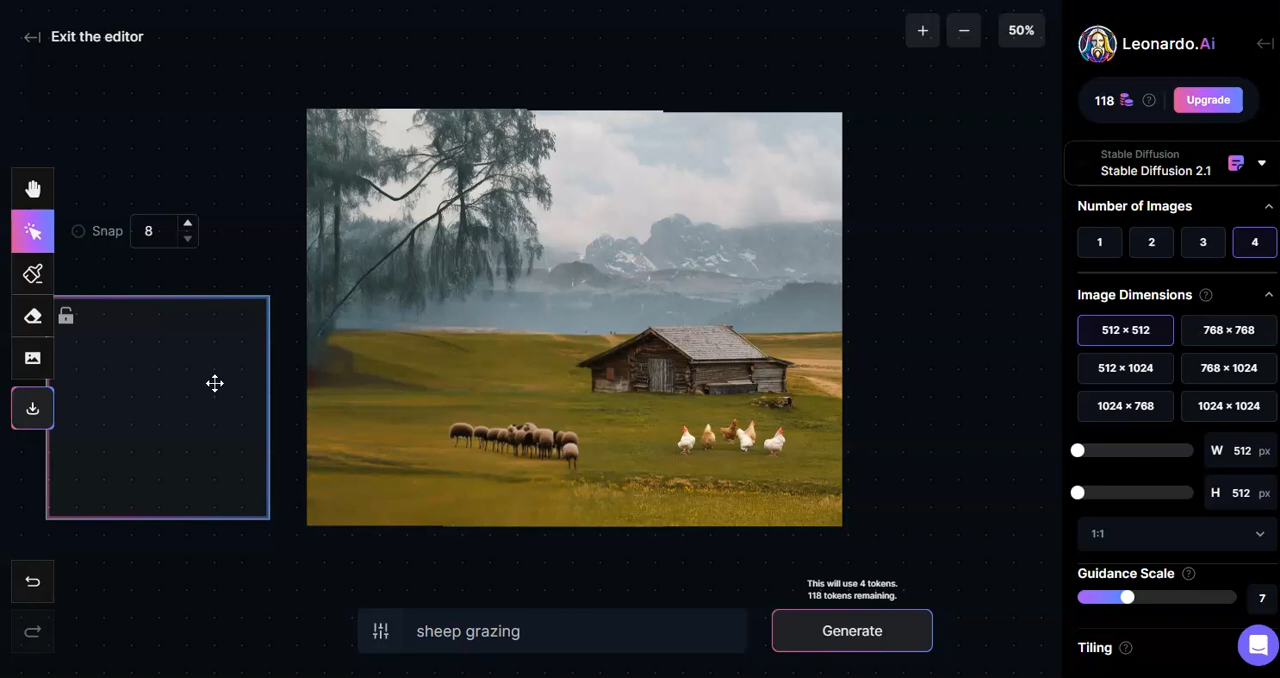 Exit the editor
50%
Leonardo.Ai
118
Upgrade
Stable Diffusion
Stable Diffusion 2.1
Number of Images
1
2
3
4
Snap
8
Image Dimensions
512 × 512
768 × 768
512 × 1024
768 × 1024
1024 × 768
1024 × 1024
W 512 px
H 512 px
1:1
Guidance Scale
7
This will use 4 tokens.
118 tokens remaining.
sheep grazing
Generate
Tiling